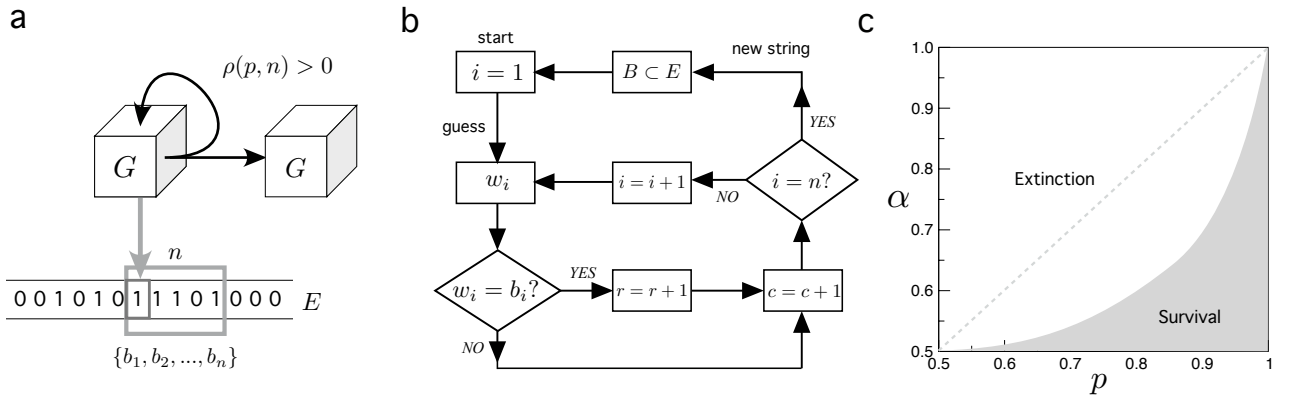 a
ρ(p, n) > 0
G
G
n
0 0 1 0 1 0 1 1 1 0 1 0 0 0
E
{b₁, b₂, ..., bₙ}
b
start
new string
i = 1
B ⊂ E
guess
YES
wᵢ
i = i + 1
NO
i = n?
wᵢ = bᵢ?
YES
r = r + 1
c = c + 1
NO
c
1.0
0.9
0.8
0.7
0.6
0.5
α
Extinction
Survival
0.5
0.6
0.7
0.8
0.9
1
p